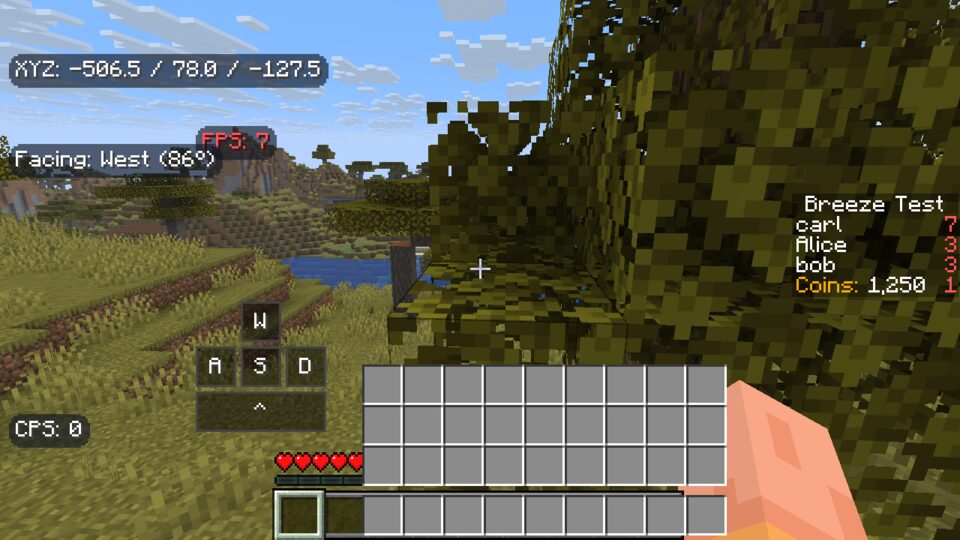 XYZ: -506.5 / 78.0 / -127.5
FPS: 7
Facing: West (86°)
Breeze Test
carl 7
Alice 3
bob 3
Coins: 1,250 1
W
A S D
^
CPS: 0